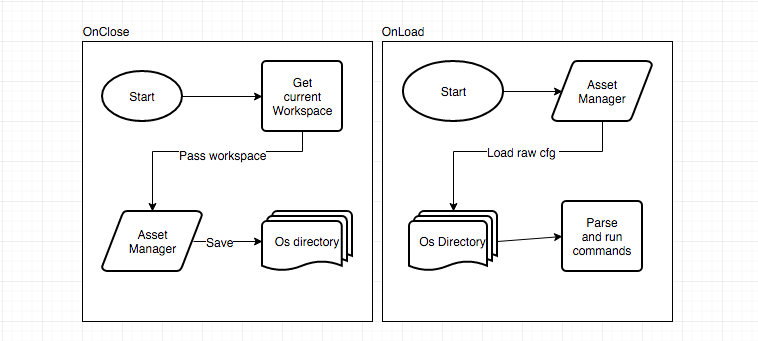 OnClose
Start
Get
current
Workspace
Pass workspace
Asset
Manager
Save
Os directory
OnLoad
Start
Asset
Manager
Load raw cfg
Os Directory
Parse
and run
commands